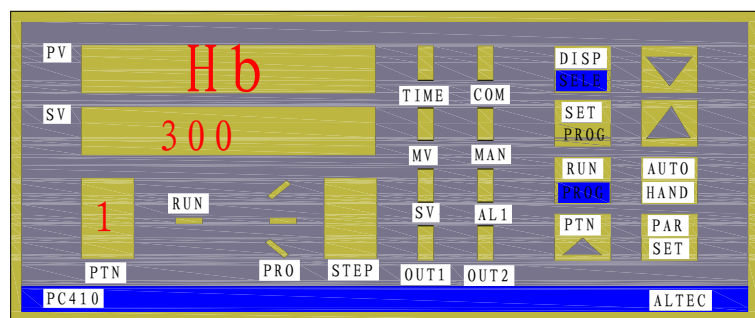 PV Hb DISP
SELE
TIME COM
SV 300 SET
PROG
MV MAN
RUN AUTO
PROG HAND
1 RUN SV AL1 PTN PAR
SET
PTN PRO STEP OUT1 OUT2
PC410 ALTEC